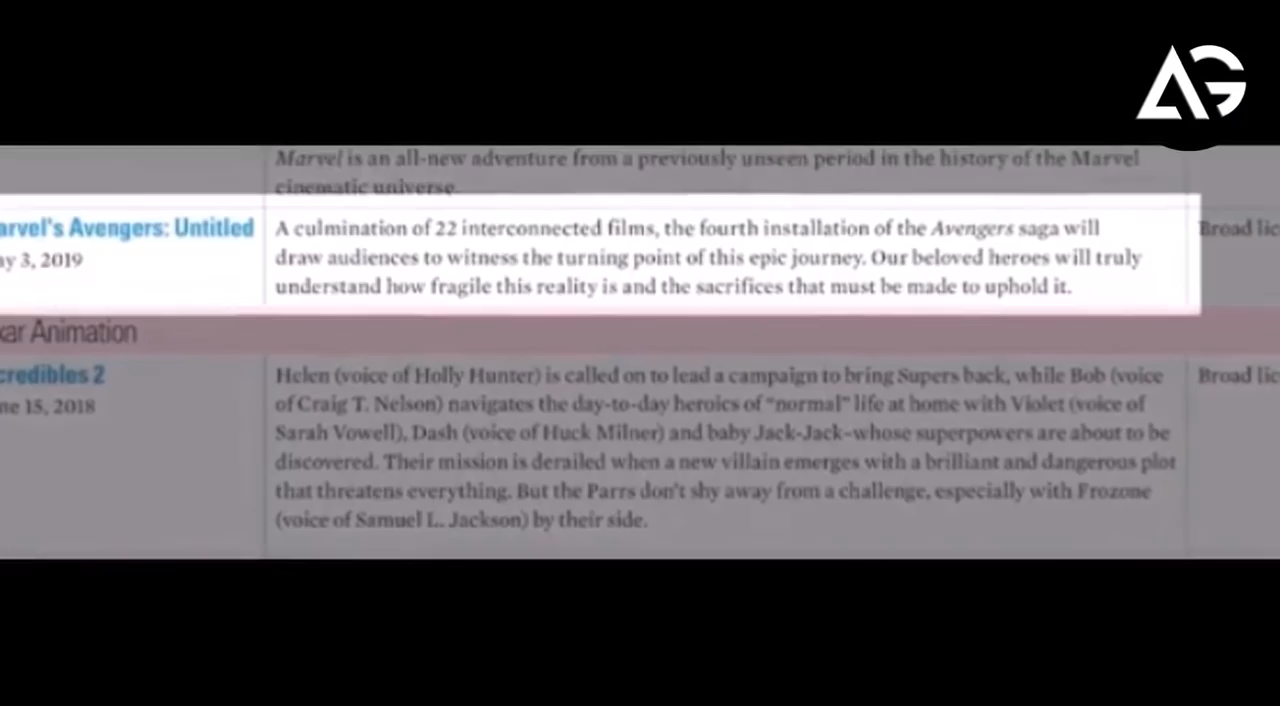 AG
Marvel is an all-new adventure from a previously unseen period in the history of the Marvel
cinematic universe.
arvel's Avengers: Untitled
ay 3, 2019
A culmination of 22 interconnected films, the fourth installation of the Avengers saga will
draw audiences to witness the turning point of this epic journey. Our beloved heroes will truly
understand how fragile this reality is and the sacrifices that must be made to uphold it.
Broad lic
xar Animation
credibles 2
ne 15, 2018
Helen (voice of Holly Hunter) is called on to lead a campaign to bring Supers back, while Bob (voice
of Craig T. Nelson) navigates the day-to-day heroics of "normal" life at home with Violet (voice of
Sarah Vowell), Dash (voice of Huck Milner) and baby Jack-Jack–whose superpowers are about to be
discovered. Their mission is derailed when a new villain emerges with a brilliant and dangerous plot
that threatens everything. But the Parrs don't shy away from a challenge, especially with Frozone
(voice of Samuel L. Jackson) by their side.
Broad lic